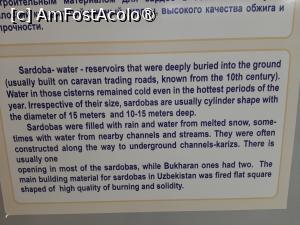 троительным материалом для сардоб в
высокого качества обжига и
прочности.
(c) AmFostAcolo®
Sardoba- water - reservoirs that were deeply buried into the ground
(usually built on caravan trading roads, known from the 10th century).
Water in those cisterns remained cold even in the hottest periods of the
year. Irrespective of their size, sardobas are usually cylinder shape with
the diameter of 15 meters and 10-15 meters deep.
Sardobas were filled with rain and water from melted snow, some-
times with water from nearby channels and streams. They were often
constructed along the way to underground channels-karizs. There is
usually one
opening in most of the sardobas, while Bukharan ones had two. The
main building material for sardobas in Uzbekistan was fired flat square
shaped of high quality of burning and solidity.